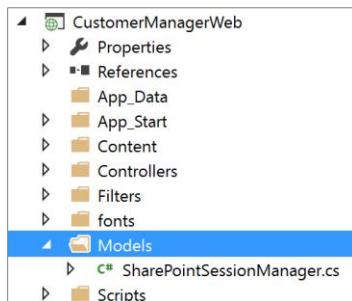 CustomerManagerWeb
Properties
References
App_Data
App_Start
Content
Controllers
Filters
fonts
Models
C# SharePointSessionManager.cs
Scripts